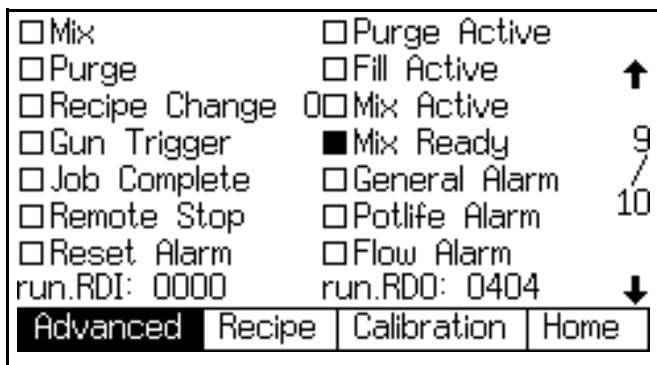 □Mix □Purge Active
□Purge □Fill Active
□Recipe Change 0□Mix Active
□Gun Trigger ■Mix Ready 9
□Job Complete □General Alarm /
□Remote Stop □Potlife Alarm 10
□Reset Alarm □Flow Alarm
run.RDI: 0000 run.RDO: 0404
Advanced Recipe Calibration Home